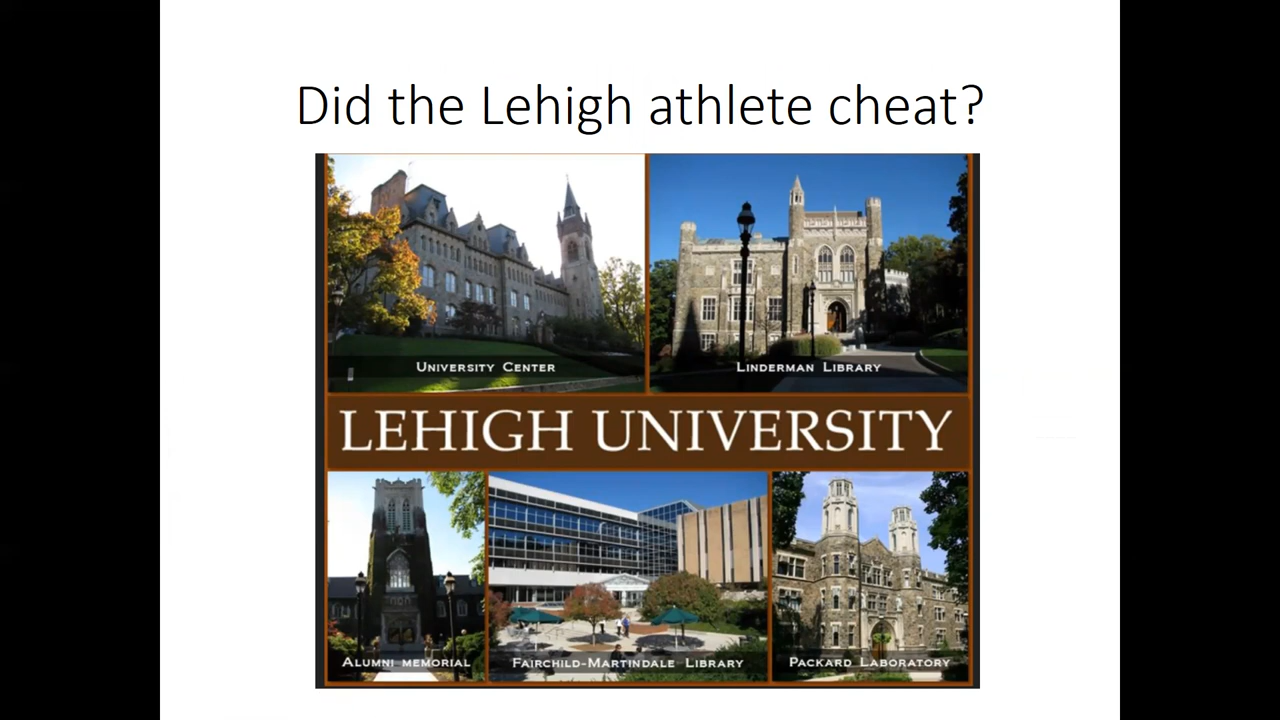 Did the Lehigh athlete cheat?
University Center
Linderman Library
LEHIGH UNIVERSITY
Alumni memorial
Fairchild-Martindale Library
Packard Laboratory